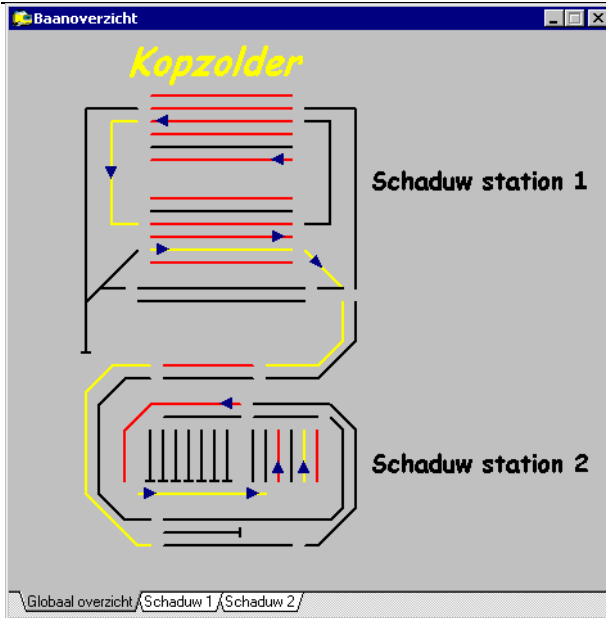 Baanoverzicht
Kopzolder
Schaduw station 1
Schaduw station 2
Globaal overzicht Schaduw 1 Schaduw 2